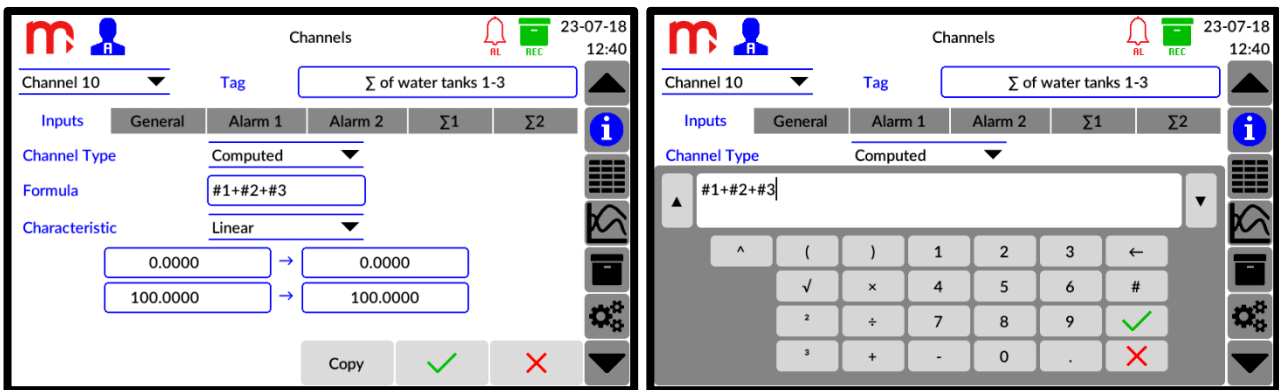 Channels
AL
REC
23-07-18
12:40
A
Channel 10
Tag
∑ of water tanks 1-3
Inputs General Alarm 1 Alarm 2 ∑1 ∑2
i
Channel Type Computed
Formula #1+#2+#3
Characteristic Linear
0.0000 → 0.0000
100.0000 → 100.0000
Copy
Channels
AL
REC
23-07-18
12:40
A
Channel 10
Tag
∑ of water tanks 1-3
Inputs General Alarm 1 Alarm 2 ∑1 ∑2
i
Channel Type Computed
#1+#2+#3
^ ( ) 1 2 3 ←
√ × 4 5 6 #
² ÷ 7 8 9
³ + - 0 .